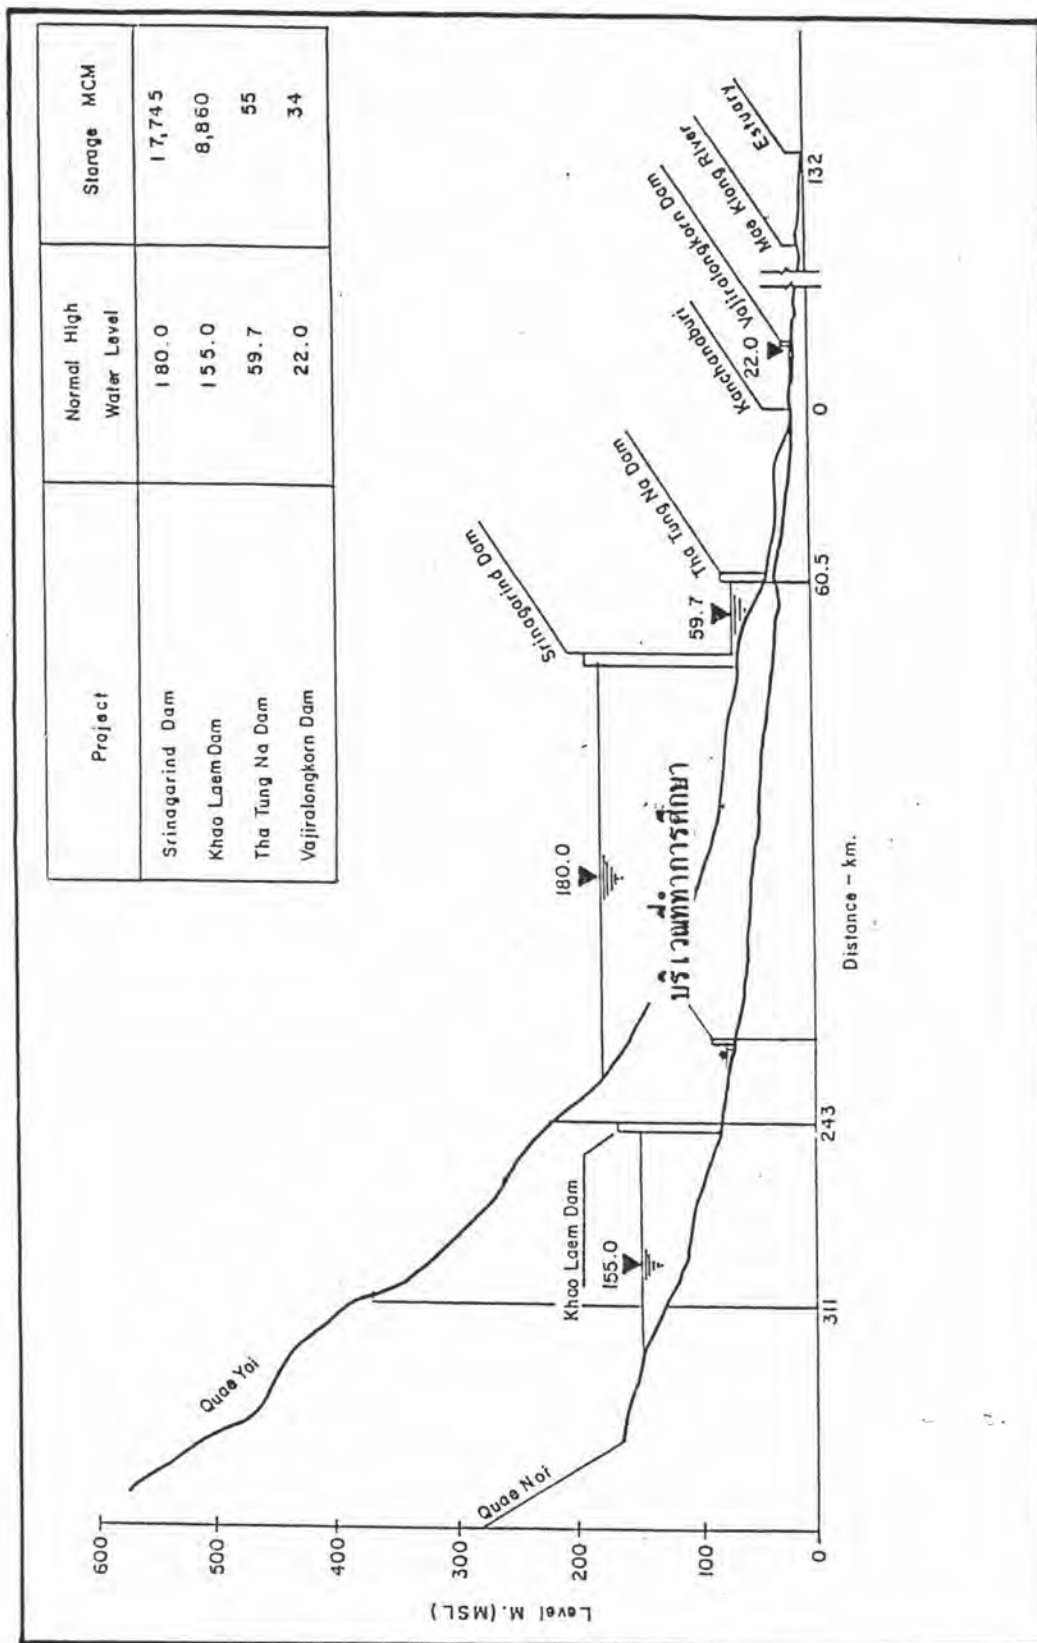 Project Normal High Storage MCM
Water Level
Srinagarind Dam 180.0 17,745
Khao Laem Dam 155.0 8,860
Tha Tung Na Dam 59.7 55
Vajiralongkorn Dam 22.0 34
Level M. (MSL)
600
500
400
300
200
100
0
Quae Yai
Quae Noi
Khao Laem Dam
155.0
180.0
บริเวณที่ทำการศึกษา
Srinagarind Dam
59.7
Tha Tung Na Dam
Kanchanaburi
22.0
Vajiralongkorn Dam
Mae Klong River
Estuary
311
243
60.5
0
132
Distance – km.